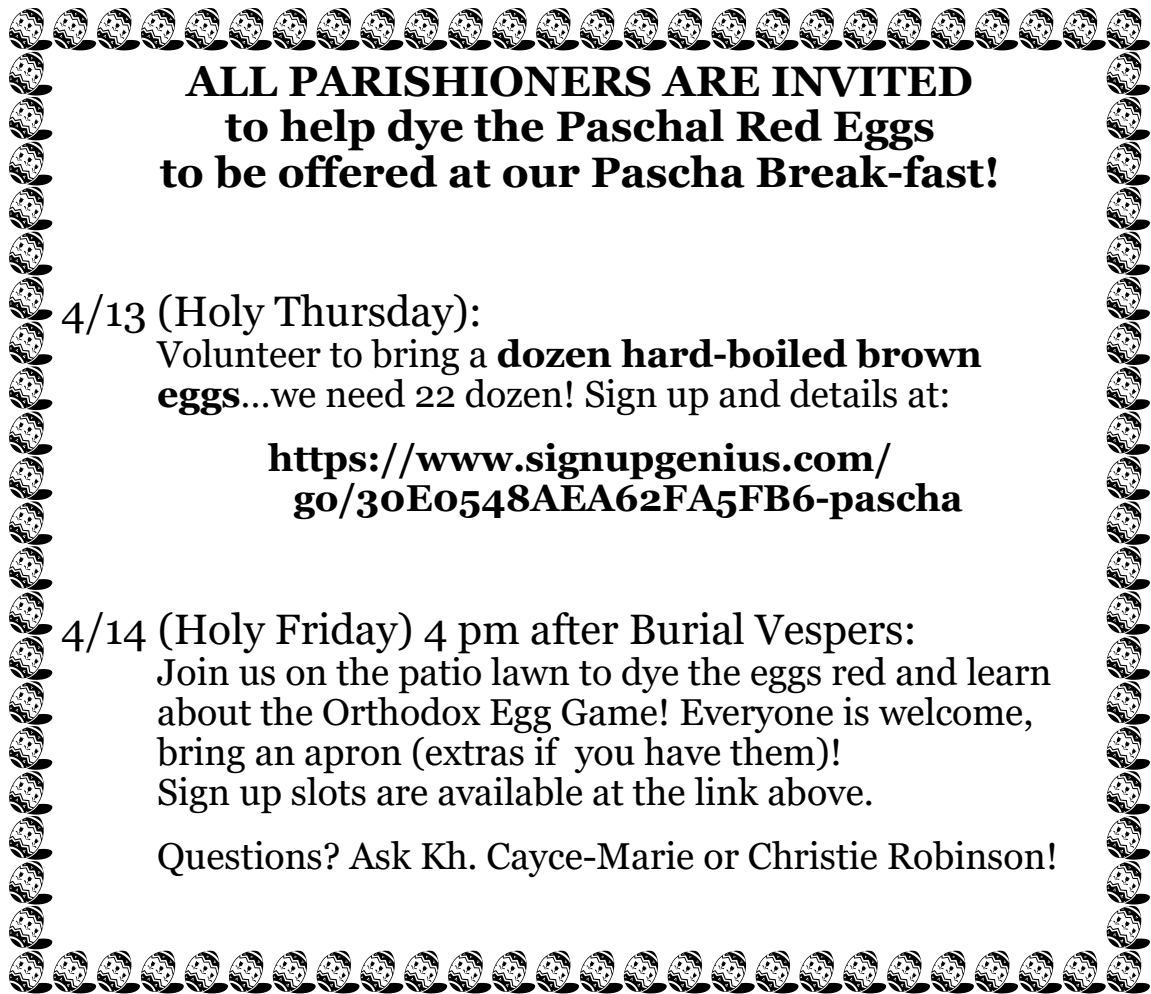 ALL PARISHIONERS ARE INVITED
to help dye the Paschal Red Eggs
to be offered at our Pascha Break-fast!
4/13 (Holy Thursday):
Volunteer to bring a dozen hard-boiled brown
eggs...we need 22 dozen! Sign up and details at:
https://www.signupgenius.com/
go/30E0548AEA62FA5FB6-pascha
4/14 (Holy Friday) 4 pm after Burial Vespers:
Join us on the patio lawn to dye the eggs red and learn
about the Orthodox Egg Game! Everyone is welcome,
bring an apron (extras if  you have them)!
Sign up slots are available at the link above.
Questions? Ask Kh. Cayce-Marie or Christie Robinson!